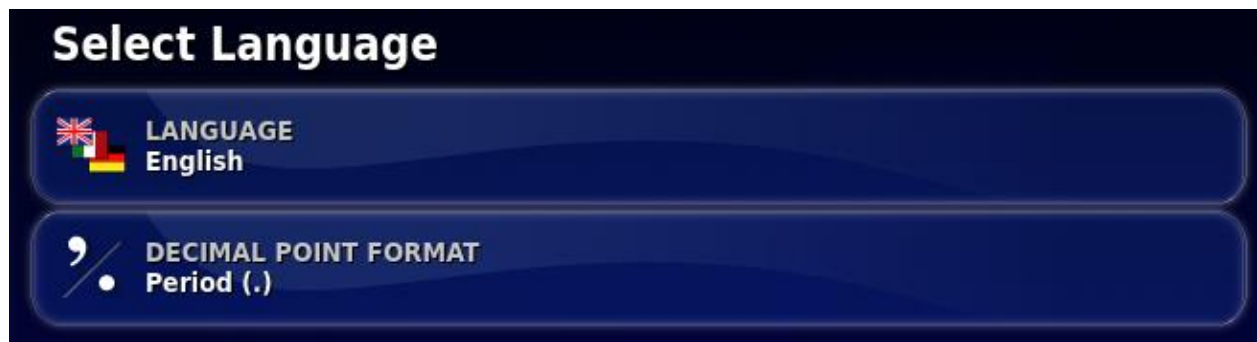 Select Language
LANGUAGE
English
DECIMAL POINT FORMAT
Period (.)